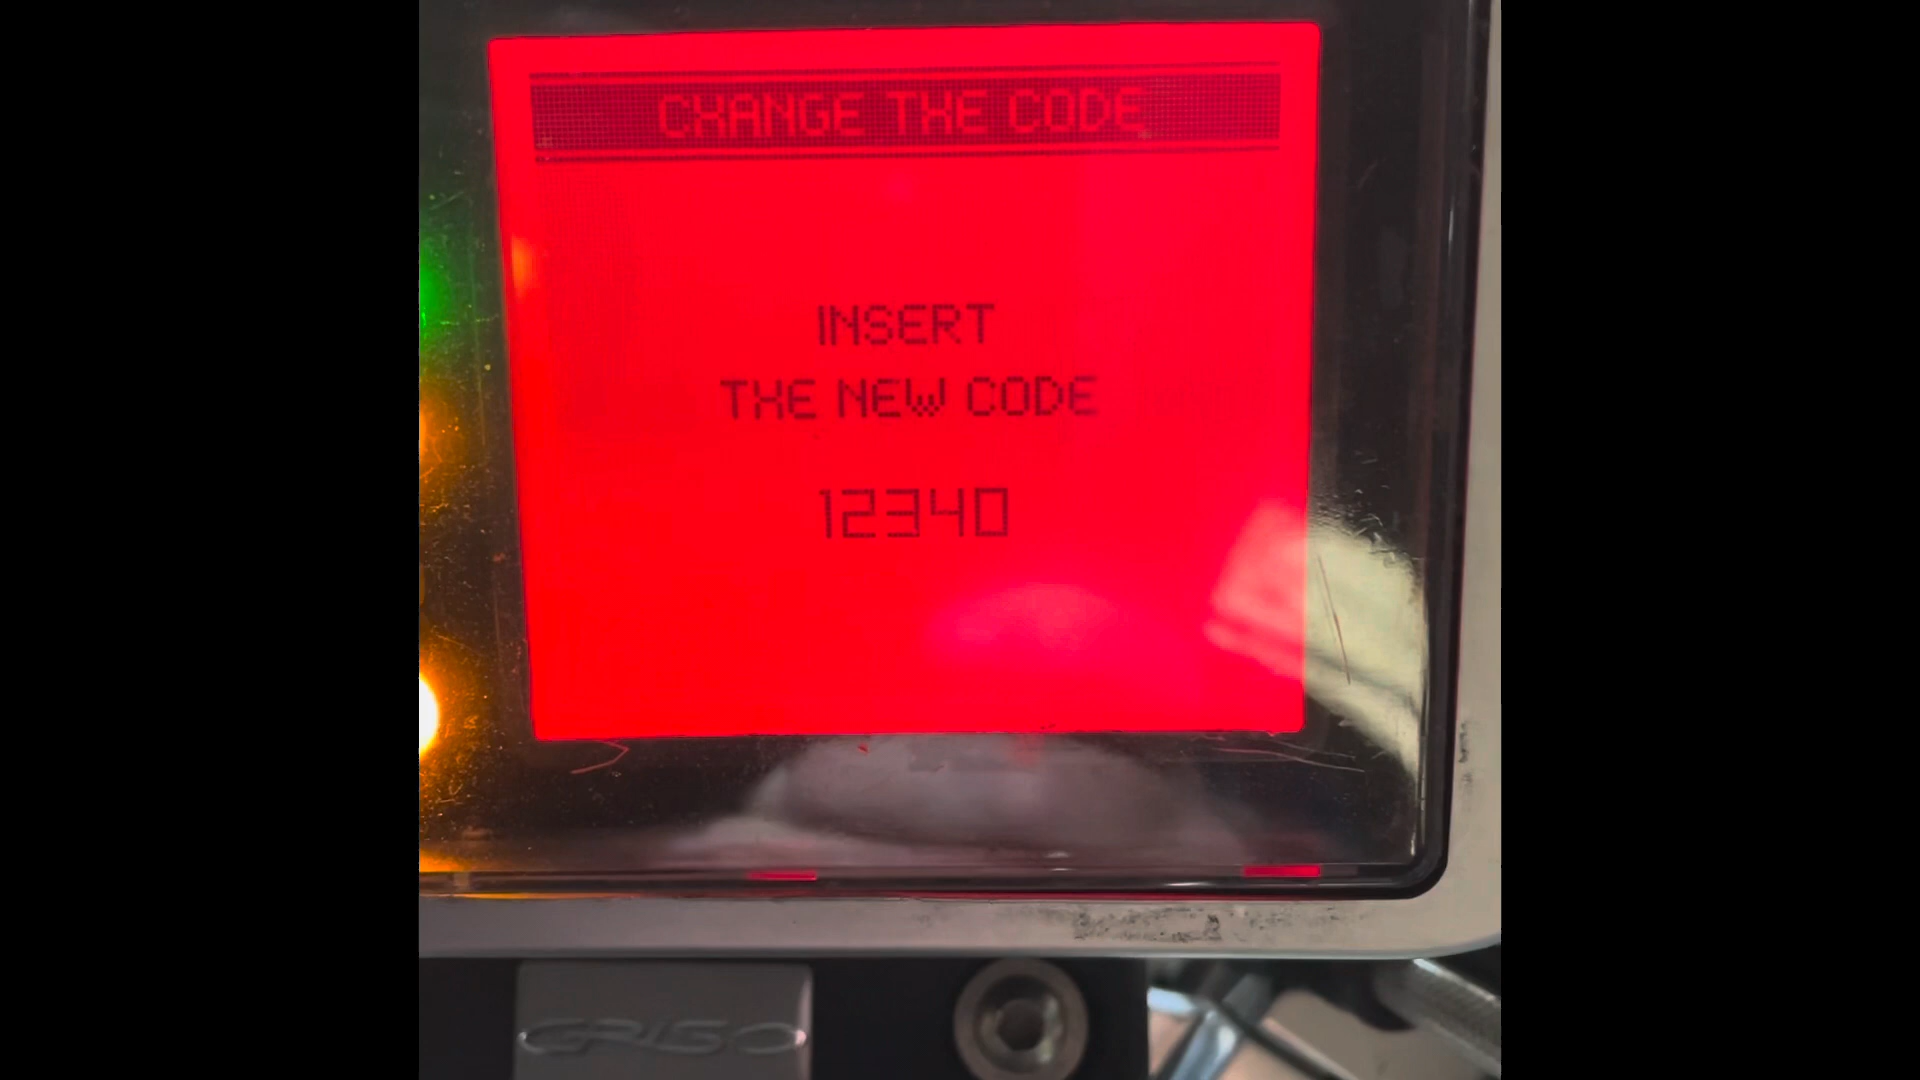 CHANGE THE CODE
INSERT
THE NEW CODE
12340
GRISO